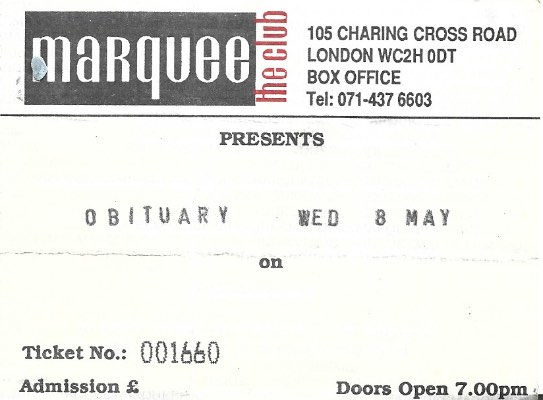 marquee the club
105 CHARING CROSS ROAD
LONDON WC2H 0DT
BOX OFFICE
Tel: 071-437 6603
PRESENTS
OBITUARY WED 8 MAY
on
Ticket No.: 001660
Admission £
Doors Open 7.00pm